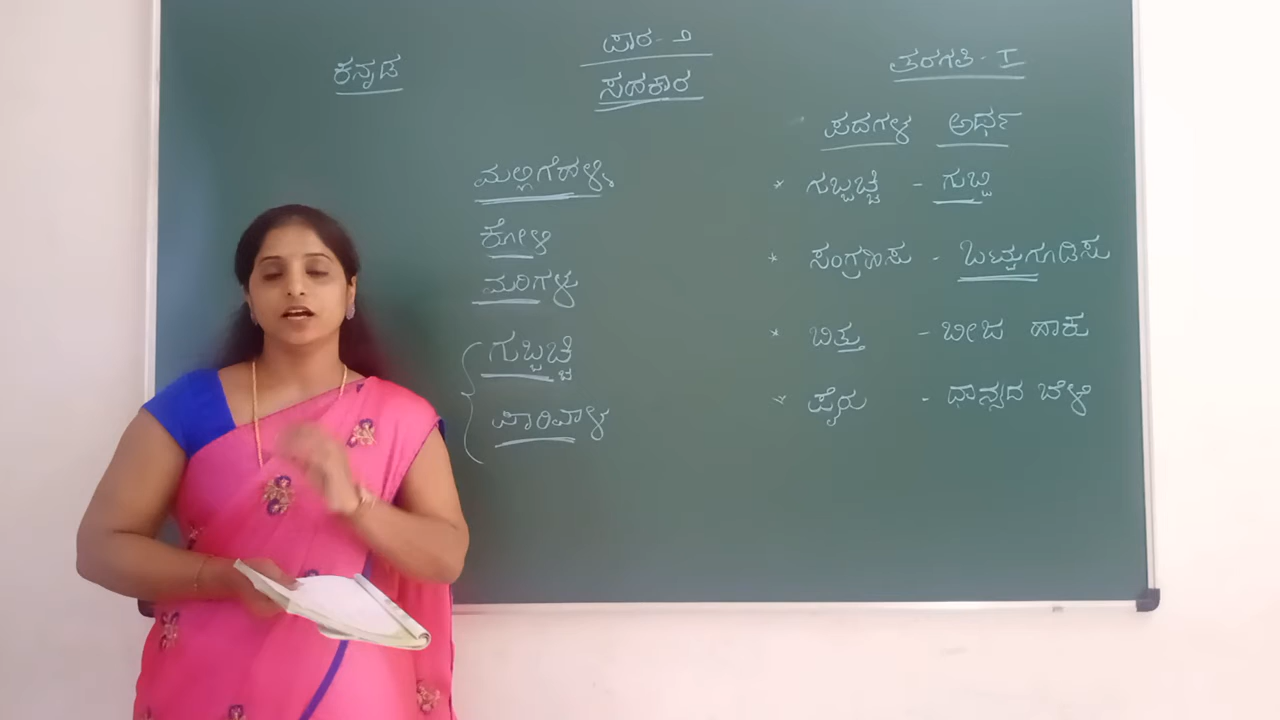 ಕನ್ನಡ
ಪಾಠ - ೨
ಸಹಕಾರ
ತರಗತಿ - I
ಮಲ್ಲಿಗೆಹಳ್ಳಿ
ಕೋಳಿ
ಮರಿಗಳು
ಗುಬ್ಬಚ್ಚಿ
ಪಾರಿವಾಳ
ಪದಗಳ ಅರ್ಥ
* ಗುಬ್ಬಚ್ಚಿ - ಗುಬ್ಬಿ
* ಸಂಗ್ರಹಿಸು - ಒಟ್ಟುಗೂಡಿಸು
* ಬಿತ್ತು - ಬೀಜ ಹಾಕು
* ಪೈರು - ಧಾನ್ಯದ ಬೆಳೆ